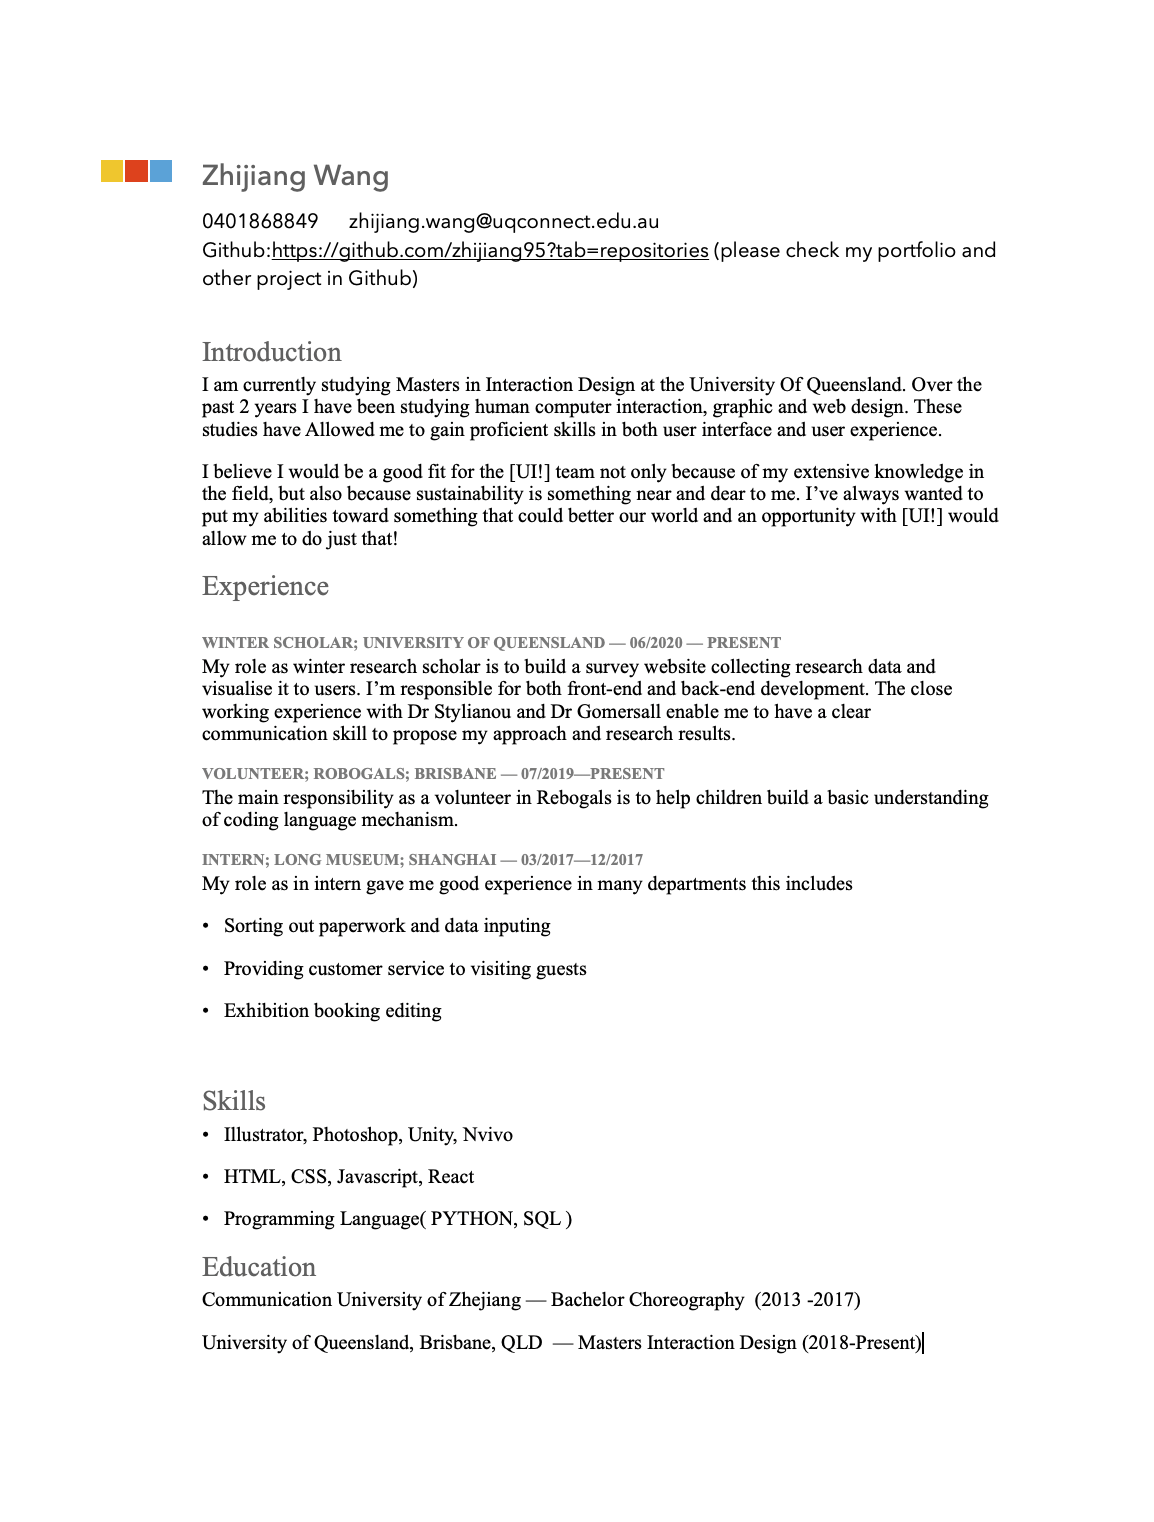 Zhijiang Wang
0401868849 zhijiang.wang@uqconnect.edu.au
Github:https://github.com/zhijiang95?tab=repositories (please check my portfolio and
other project in Github)
Introduction
I am currently studying Masters in Interaction Design at the University Of Queensland. Over the
past 2 years I have been studying human computer interaction, graphic and web design. These
studies have Allowed me to gain proficient skills in both user interface and user experience.
I believe I would be a good fit for the [UI!] team not only because of my extensive knowledge in
the field, but also because sustainability is something near and dear to me. I’ve always wanted to
put my abilities toward something that could better our world and an opportunity with [UI!] would
allow me to do just that!
Experience
WINTER SCHOLAR; UNIVERSITY OF QUEENSLAND — 06/2020 — PRESENT
My role as winter research scholar is to build a survey website collecting research data and
visualise it to users. I’m responsible for both front-end and back-end development. The close
working experience with Dr Stylianou and Dr Gomersall enable me to have a clear
communication skill to propose my approach and research results.
VOLUNTEER; ROBOGALS; BRISBANE — 07/2019—PRESENT
The main responsibility as a volunteer in Rebogals is to help children build a basic understanding
of coding language mechanism.
INTERN; LONG MUSEUM; SHANGHAI — 03/2017—12/2017
My role as in intern gave me good experience in many departments this includes
• Sorting out paperwork and data inputing
• Providing customer service to visiting guests
• Exhibition booking editing
Skills
• Illustrator, Photoshop, Unity, Nvivo
• HTML, CSS, Javascript, React
• Programming Language( PYTHON, SQL )
Education
Communication University of Zhejiang — Bachelor Choreography (2013 -2017)
University of Queensland, Brisbane, QLD — Masters Interaction Design (2018-Present)